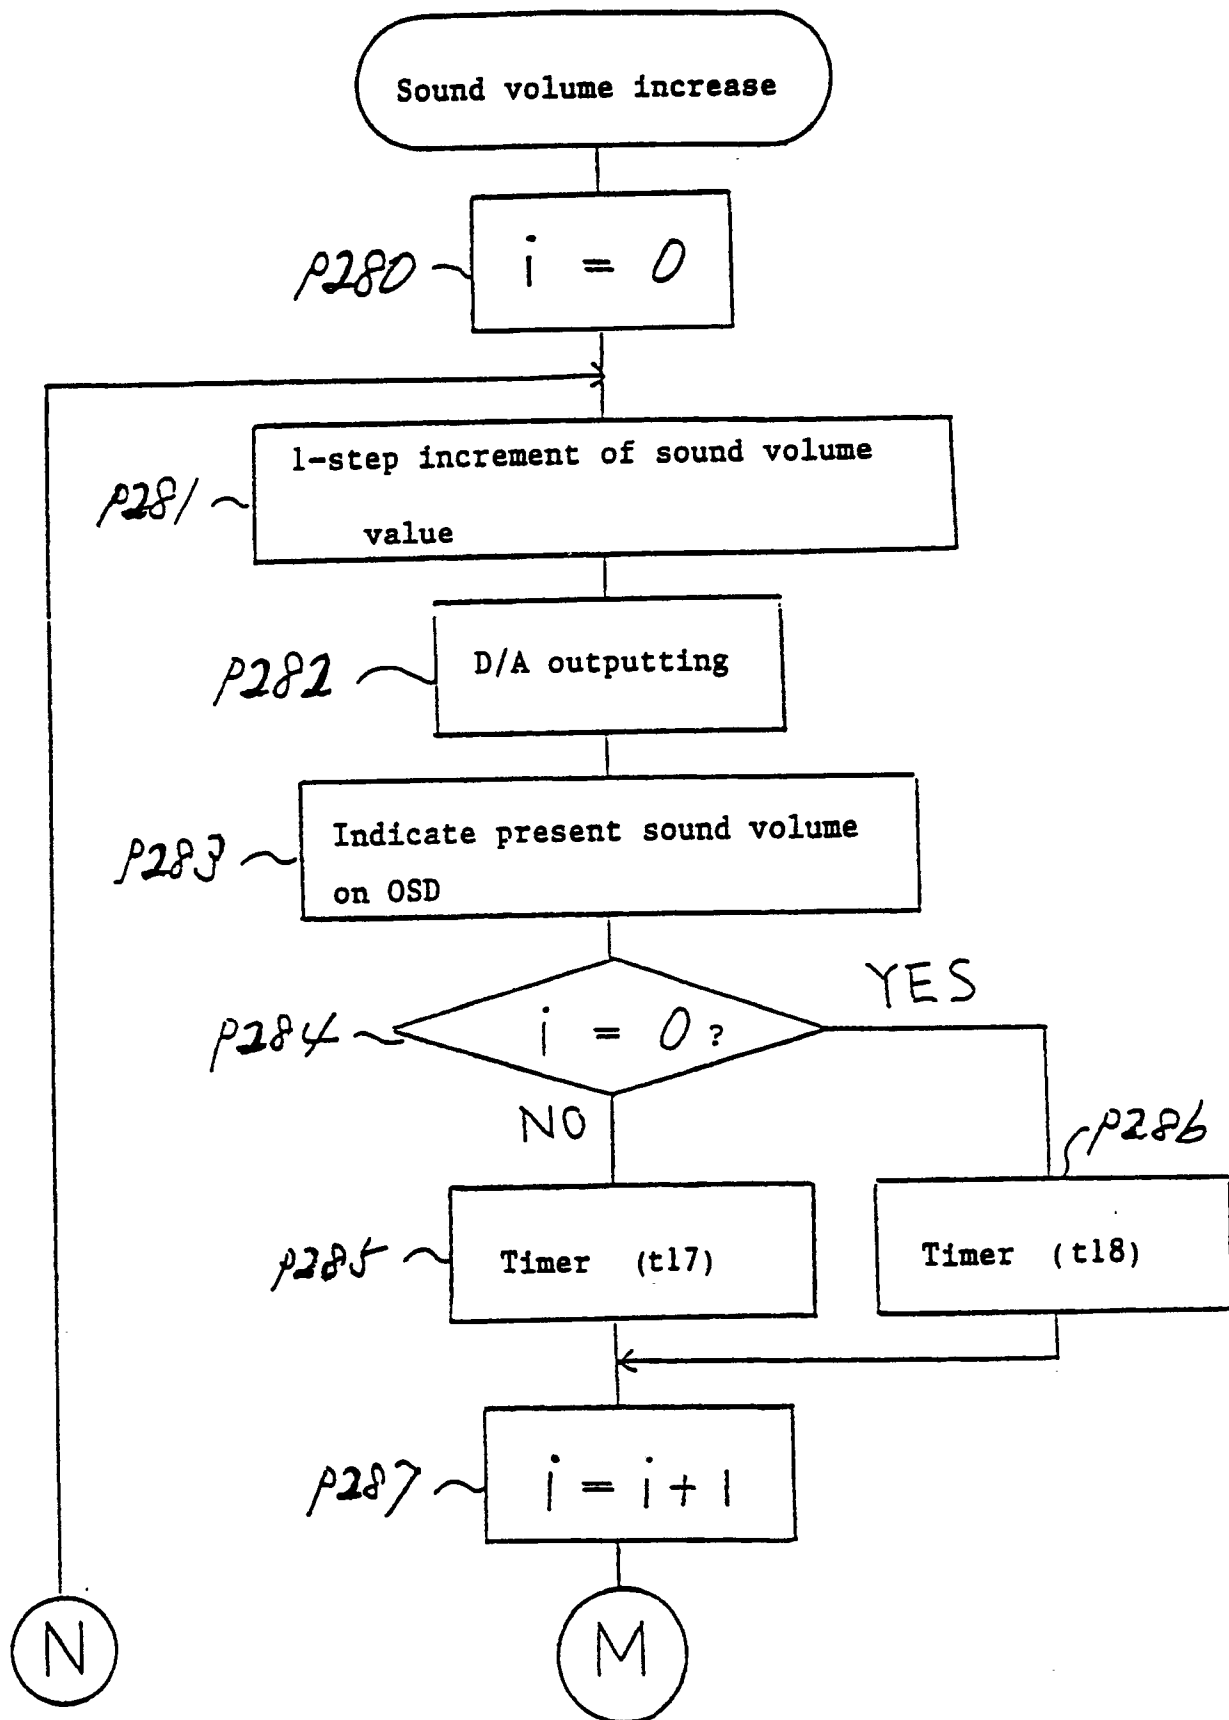 Sound volume increase
P280
i = 0
1-step increment of sound volume
value
P281
D/A outputting
P282
Indicate present sound volume
on OSD
P283
i = 0 ?
P284
YES
NO
P286
Timer (t17)
P285
Timer (t18)
i = i + 1
P287
N
M